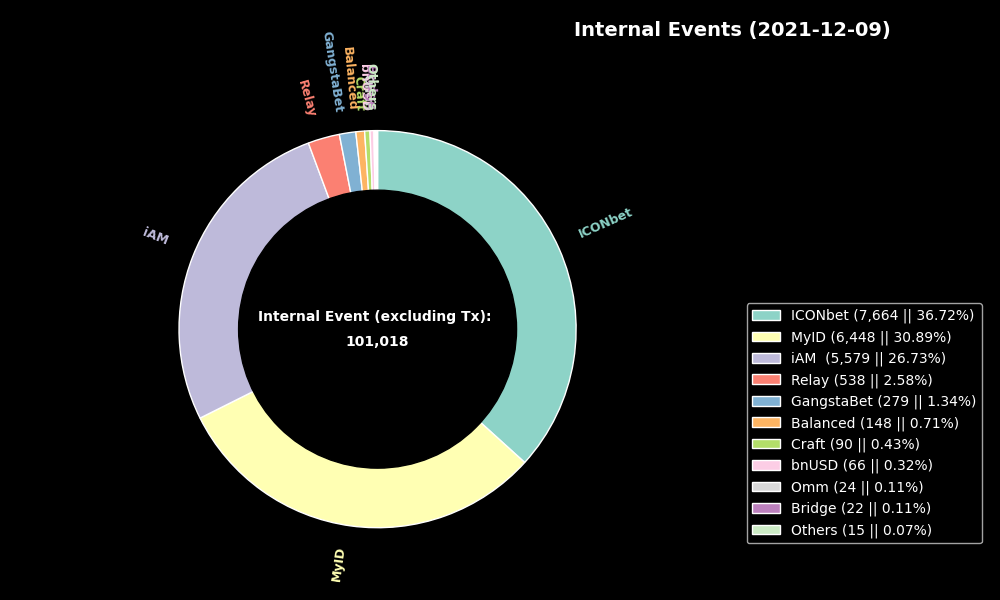 Internal Events (2021-12-09)
Relay
GangstaBet
Balanced
Craft
Others
iAM
ICONbet
Internal Event (excluding Tx):
101,018
MyID
ICONbet (7,664 || 36.72%)
MyID (6,448 || 30.89%)
iAM  (5,579 || 26.73%)
Relay (538 || 2.58%)
GangstaBet (279 || 1.34%)
Balanced (148 || 0.71%)
Craft (90 || 0.43%)
bnUSD (66 || 0.32%)
Omm (24 || 0.11%)
Bridge (22 || 0.11%)
Others (15 || 0.07%)